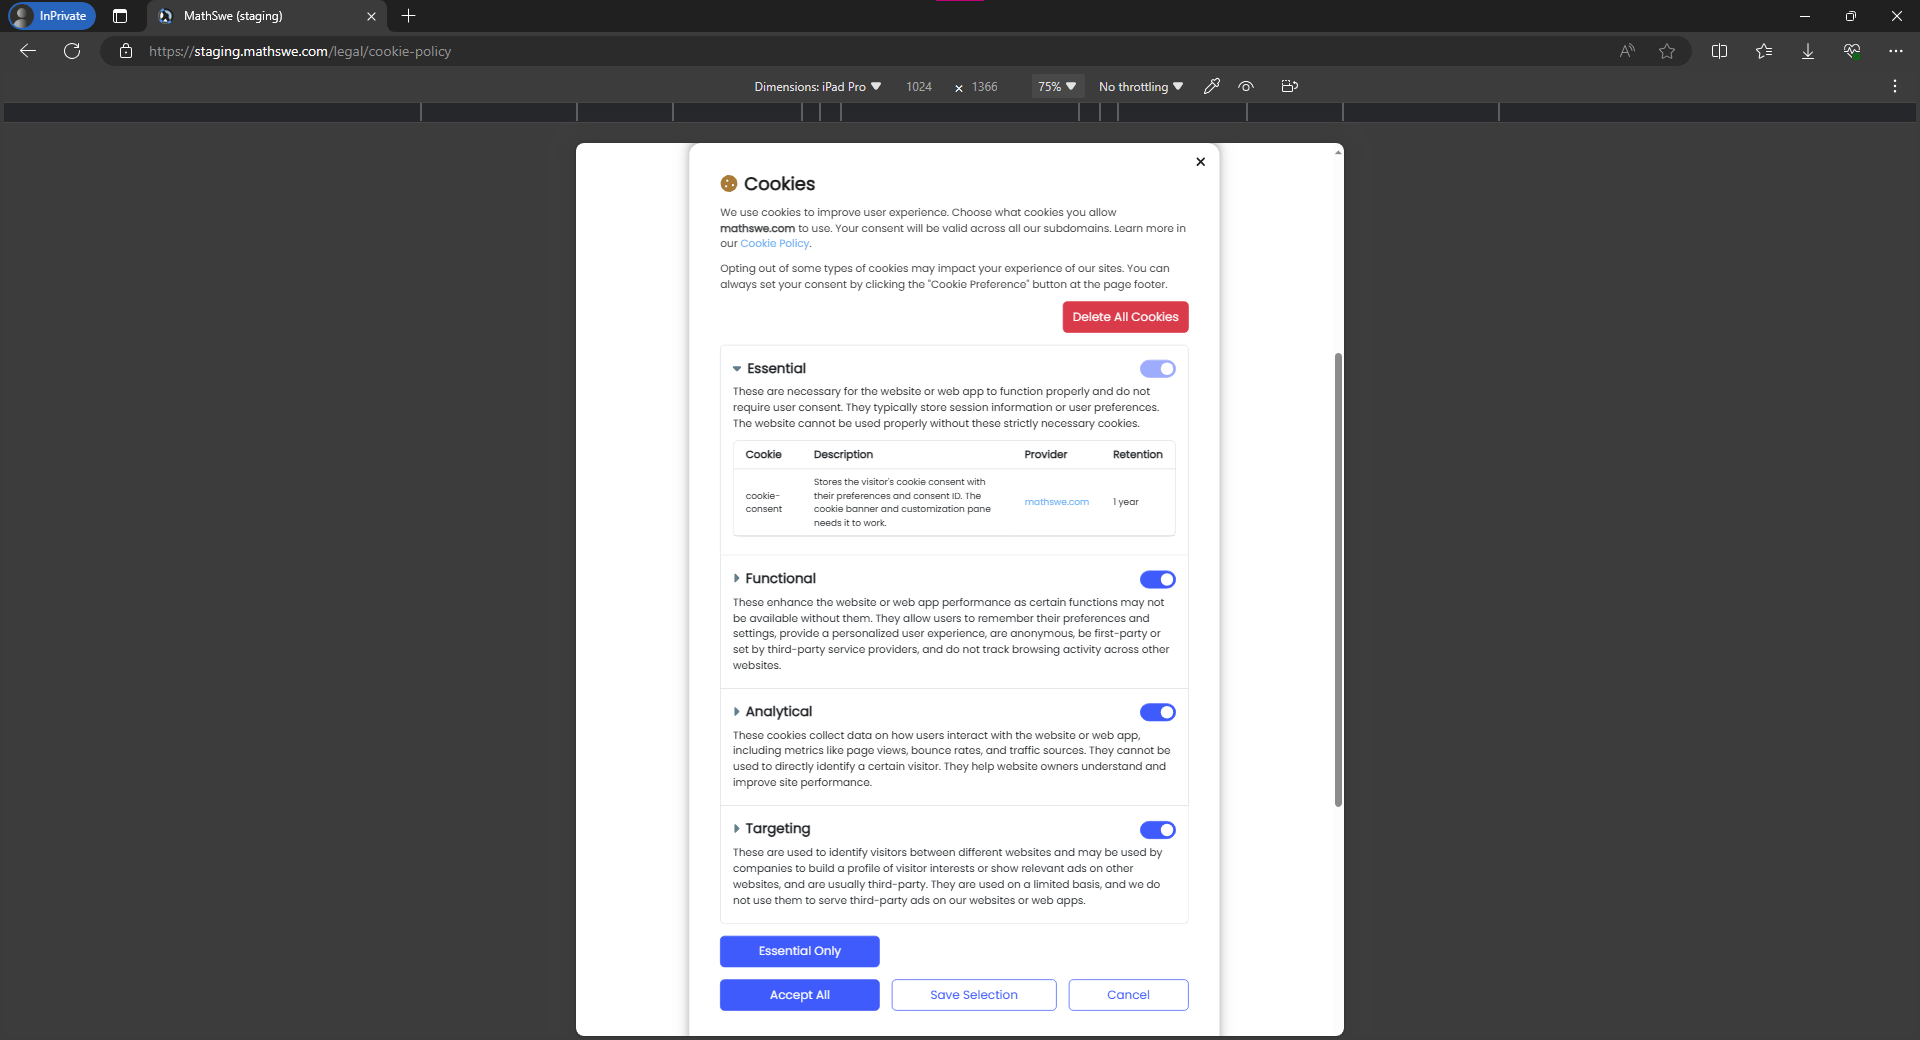 InPrivate
MathSwe (staging)
https://staging.mathswe.com/legal/cookie-policy
Dimensions: iPad Pro 1024 x 1366 75% No throttling
Cookies
We use cookies to improve user experience. Choose what cookies you allow
mathswe.com to use. Your consent will be valid across all our subdomains. Learn more in
our Cookie Policy.
Opting out of some types of cookies may impact your experience of our sites. You can
always set your consent by clicking the "Cookie Preference" button at the page footer.
Delete All Cookies
Essential
These are necessary for the website or web app to function properly and do not
require user consent. They typically store session information or user preferences.
The website cannot be used properly without these strictly necessary cookies.
Cookie Description Provider Retention
cookie-
consent
Stores the visitor's cookie consent with
their preferences and consent ID. The
cookie banner and customization pane
needs it to work.
mathswe.com
1 year
Functional
These enhance the website or web app performance as certain functions may not
be available without them. They allow users to remember their preferences and
settings, provide a personalized user experience, are anonymous, be first-party or
set by third-party service providers, and do not track browsing activity across other
websites.
Analytical
These cookies collect data on how users interact with the website or web app,
including metrics like page views, bounce rates, and traffic sources. They cannot be
used to directly identify a certain visitor. They help website owners understand and
improve site performance.
Targeting
These are used to identify visitors between different websites and may be used by
companies to build a profile of visitor interests or show relevant ads on other
websites, and are usually third-party. They are used on a limited basis, and we do
not use them to serve third-party ads on our websites or web apps.
Essential Only
Accept All Save Selection Cancel